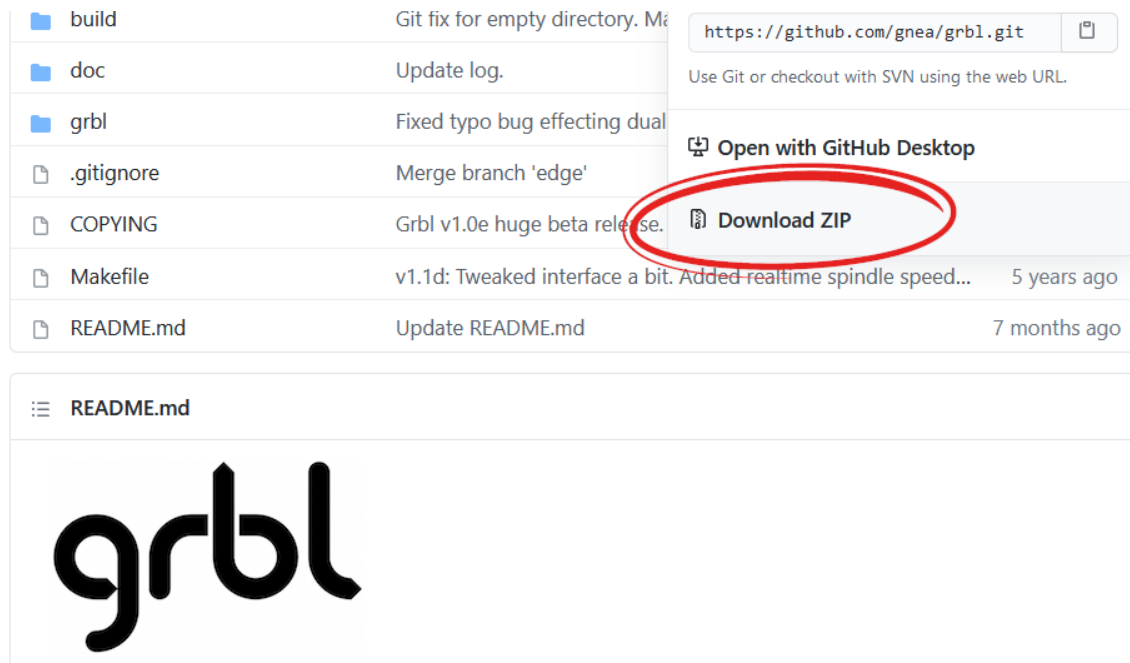 build Git fix for empty directory. Ma
https://github.com/gnea/grbl.git
doc Update log.
Use Git or checkout with SVN using the web URL.
grbl Fixed typo bug effecting dual
Open with GitHub Desktop
.gitignore Merge branch 'edge'
Download ZIP
COPYING Grbl v1.0e huge beta release.
Makefile v1.1d: Tweaked interface a bit. Added realtime spindle speed... 5 years ago
README.md Update README.md 7 months ago
README.md
grbl